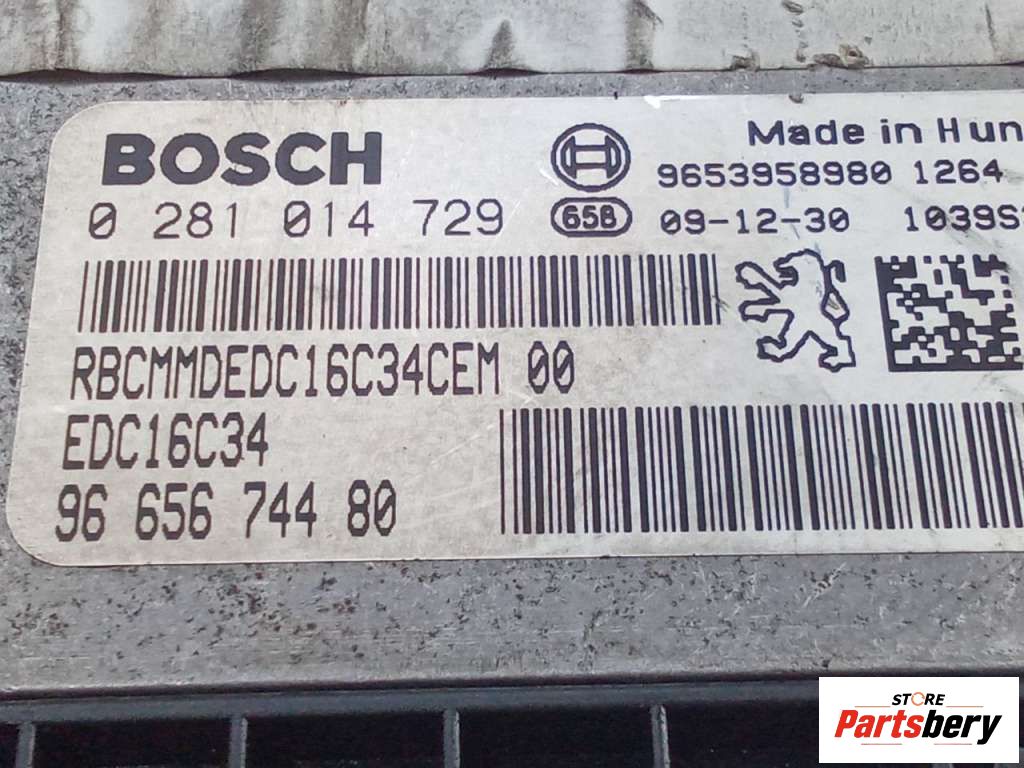 BOSCH
Made in Hun
9653958980 1264
0 281 014 729
658
09-12-30
1039S
RBCMMDEDC16C34CEM 00
EDC16C34
96 656 744 80
STORE
Partsbery